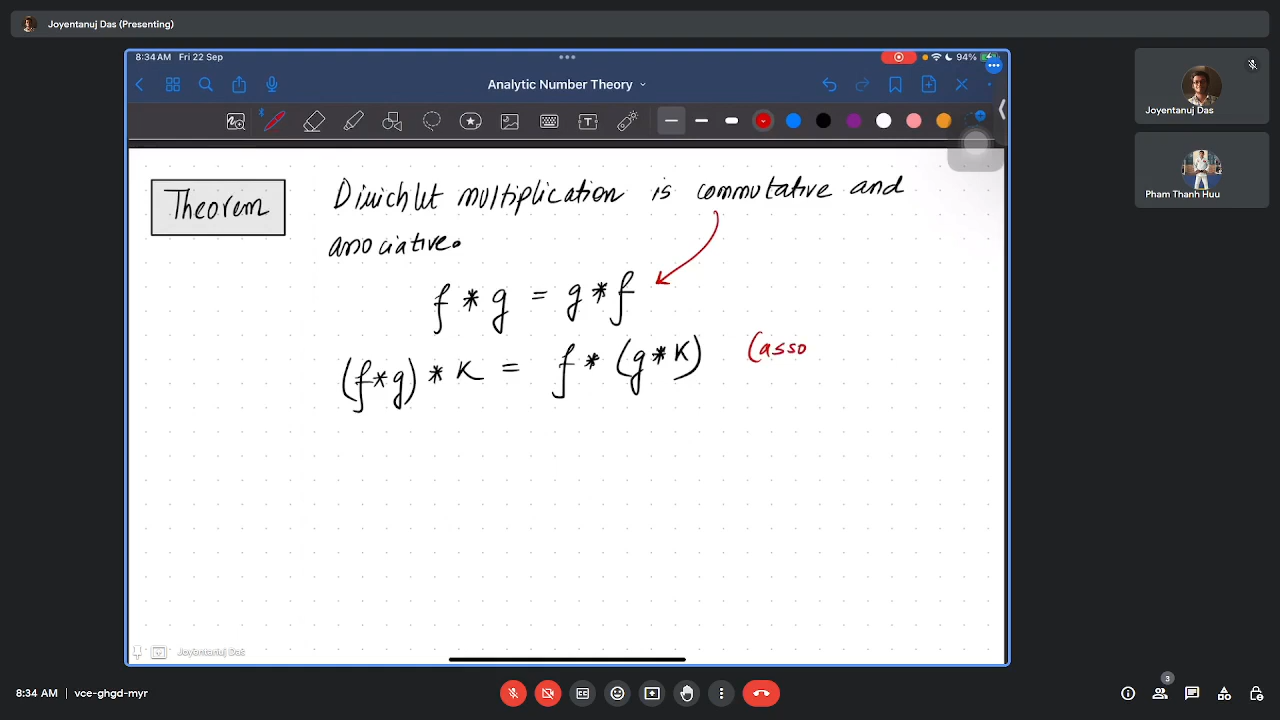 Joyentanuj Das (Presenting)
8:34 AM Fri 22 Sep
94%
Analytic Number Theory
Theorem
Dirichlet multiplication is commutative and
associative.
f * g = g * f
(f * g) * K = f * (g * K) (asso
Joyentanuj Das
Joyentanuj Das
Pham Thanh Huu
8:34 AM | vce-ghgd-myr
3